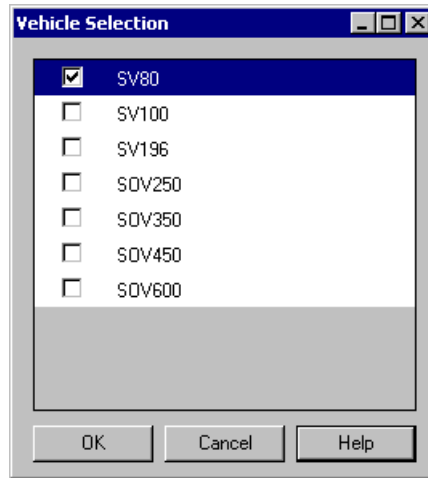 Vehicle Selection
SV80
SV100
SV196
SOV250
SOV350
SOV450
SOV600
OK Cancel Help